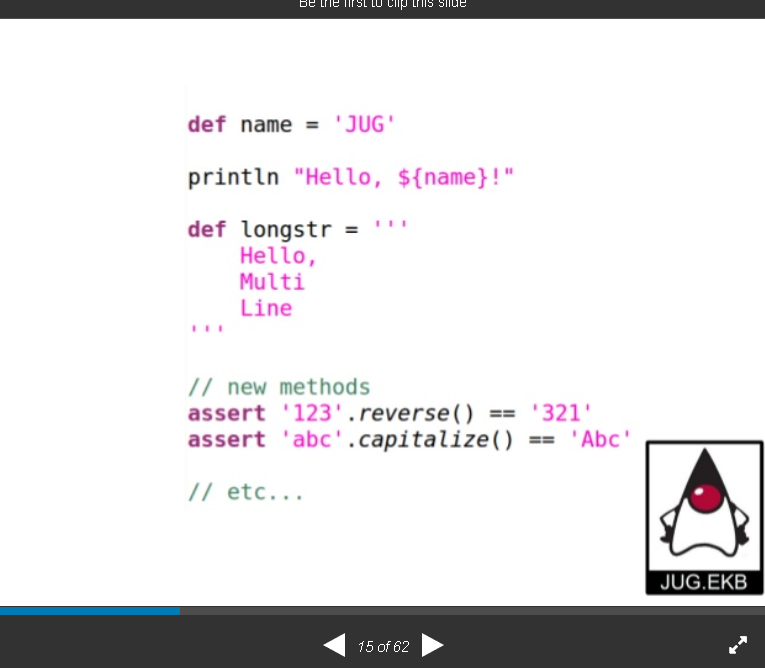 Be the first to clip this slide
def name = 'JUG'
println "Hello, ${name}!"
def longstr = '''
    Hello,
    Multi
    Line
'''
// new methods
assert '123'.reverse() == '321'
assert 'abc'.capitalize() == 'Abc'
// etc...
JUG.EKB
15 of 62